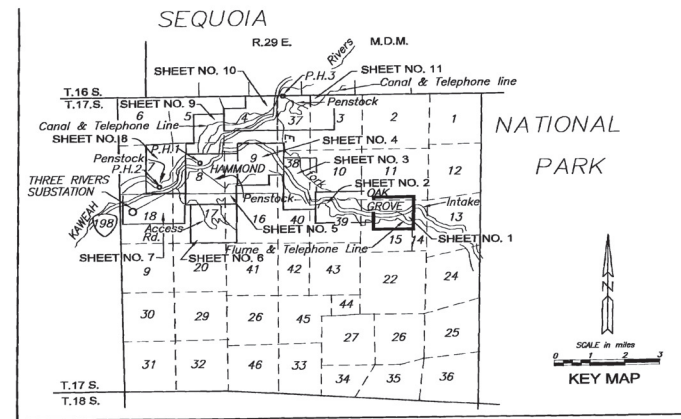 SEQUOIA
R.29 E.
M.D.M.
Rivers
SHEET NO. 10
P.H.3
SHEET NO. 11
Canal & Telephone line
T.16 S.
T.17.S.
SHEET NO. 9
Penstock
6
5
4
37
3
2
1
Canal & Telephone Line
NATIONAL
PARK
SHEET NO. 8
P.H.1
E.
SHEET NO. 4
Penstock
P.H.2
8
HAMMOND
9
38
Fork
10
SHEET NO. 3
11
12
THREE RIVERS
SUBSTATION
Penstock
SHEET NO. 2
OAK
GROVE
Intake
KAWEAH
198
18
17
16
40
39
15
14
13
Access
Rd.
SHEET NO. 5
SHEET NO. 1
Flume & Telephone Line
SHEET NO. 7
SHEET NO. 6
9
20
41
42
43
22
24
44
30
29
26
45
27
26
25
31
32
46
33
34
35
36
T.17 S.
T.18 S.
N
SCALE in miles
0 1 2 3
KEY MAP